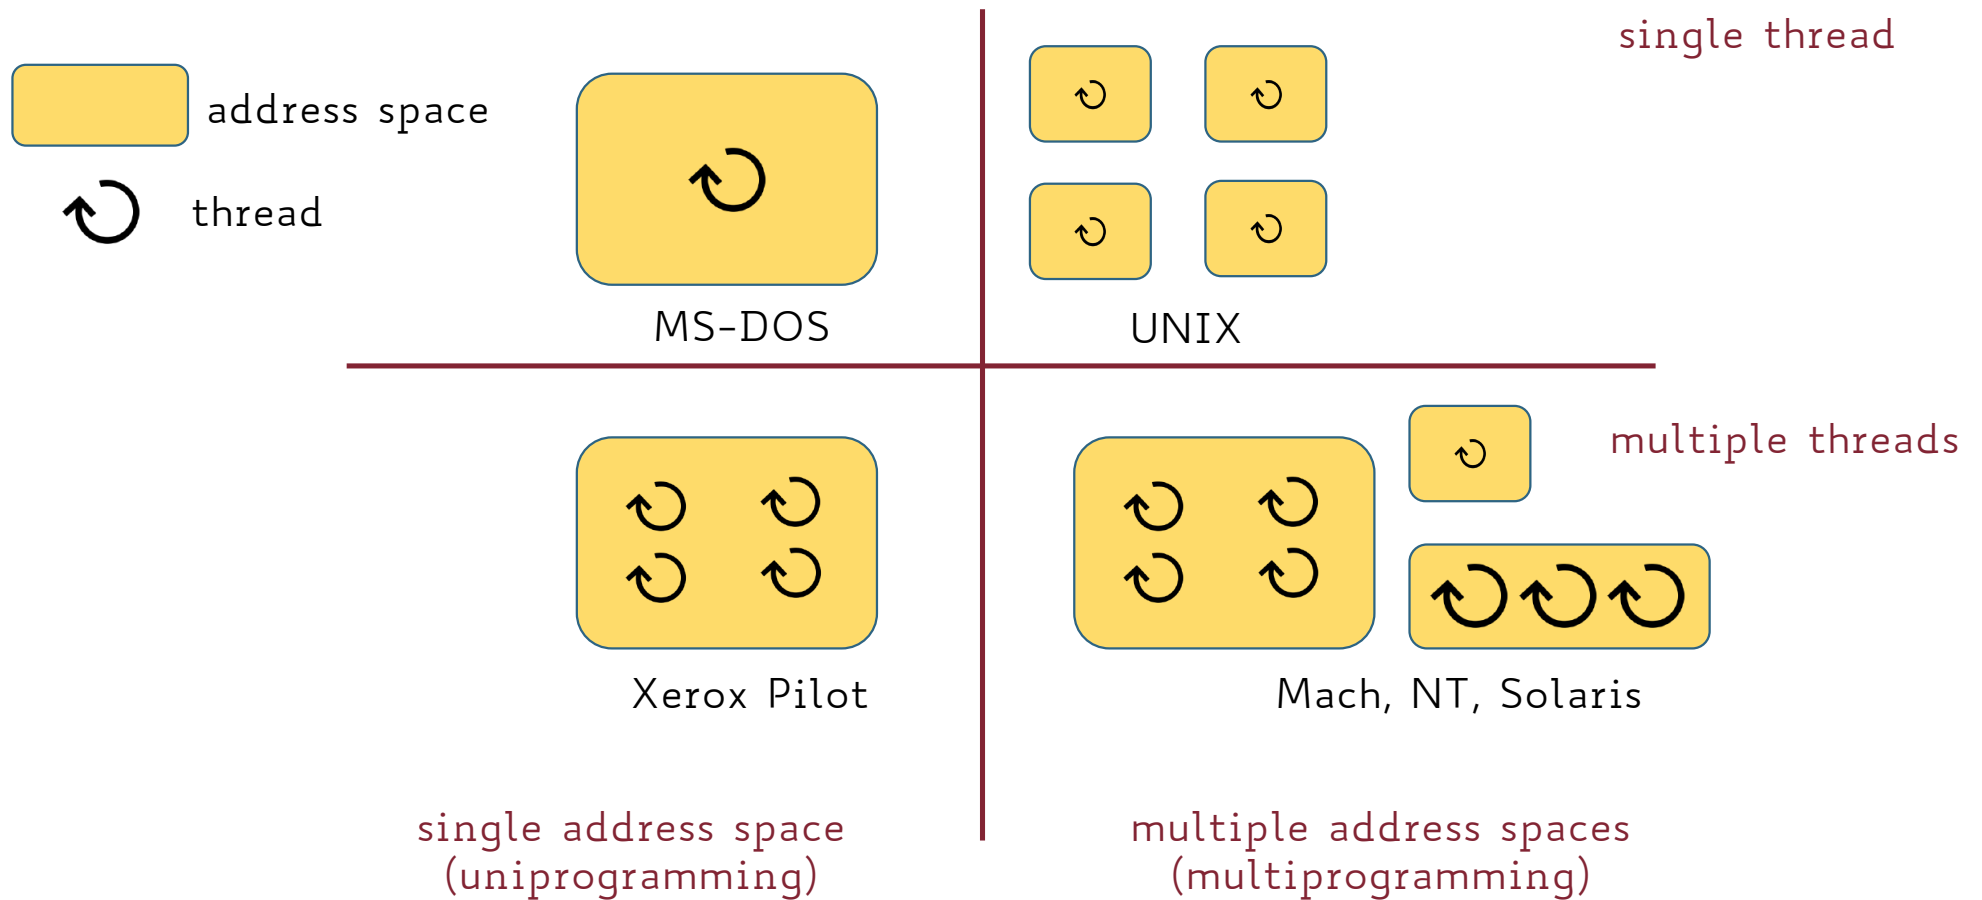 single thread
address space
thread
MS-DOS
UNIX
multiple threads
Xerox Pilot
Mach, NT, Solaris
single address space
(uniprogramming)
multiple address spaces
(multiprogramming)